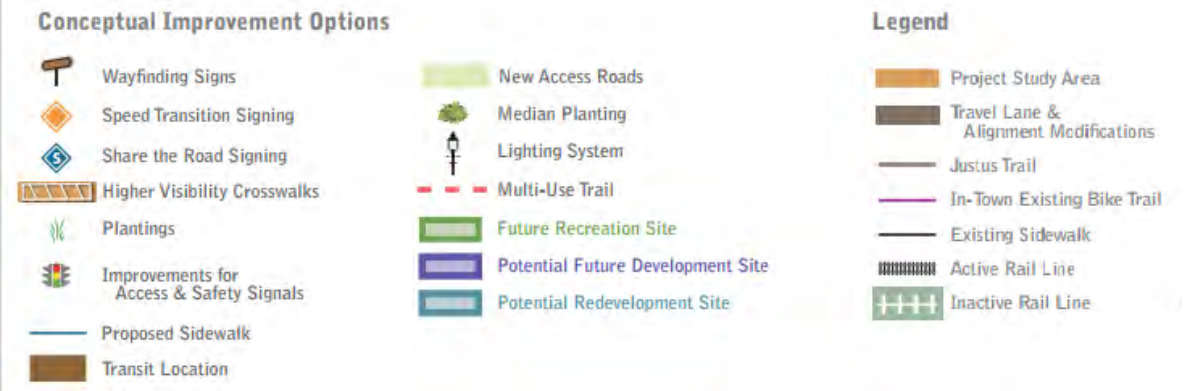 Conceptual Improvement Options
Wayfinding Signs
Speed Transition Signing
S
Share the Road Signing
Higher Visibility Crosswalks
Plantings
Improvements for
Access & Safety Signals
Proposed Sidewalk
Transit Location
New Access Roads
Median Planting
Lighting System
Multi-Use Trail
Future Recreation Site
Potential Future Development Site
Potential Redevelopment Site
Legend
Project Study Area
Travel Lane &
Alignment Modifications
Justus Trail
In-Town Existing Bike Trail
Existing Sidewalk
Active Rail Line
Inactive Rail Line